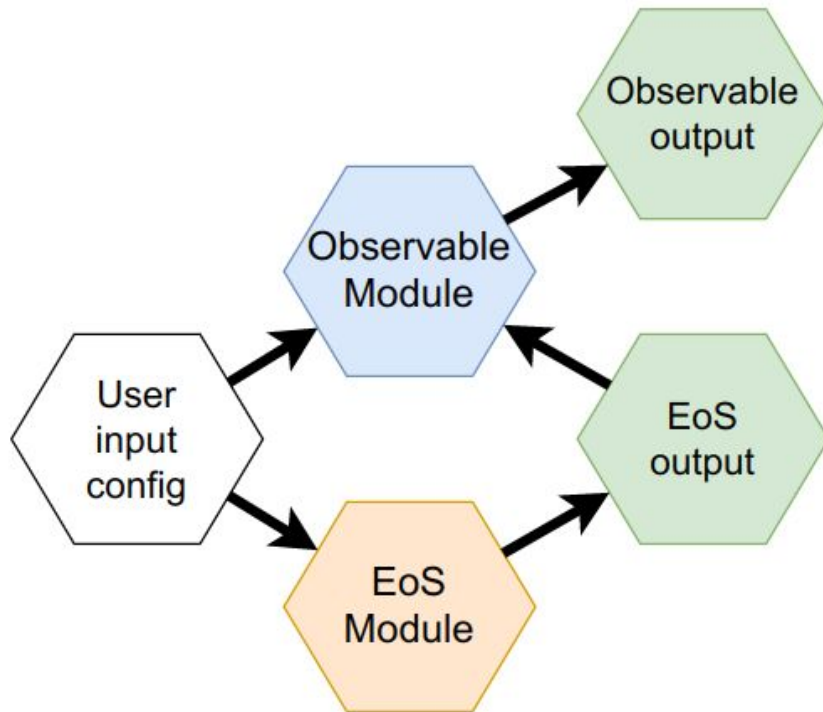 Observable
output
Observable
Module
User
input
config
EoS
output
EoS
Module